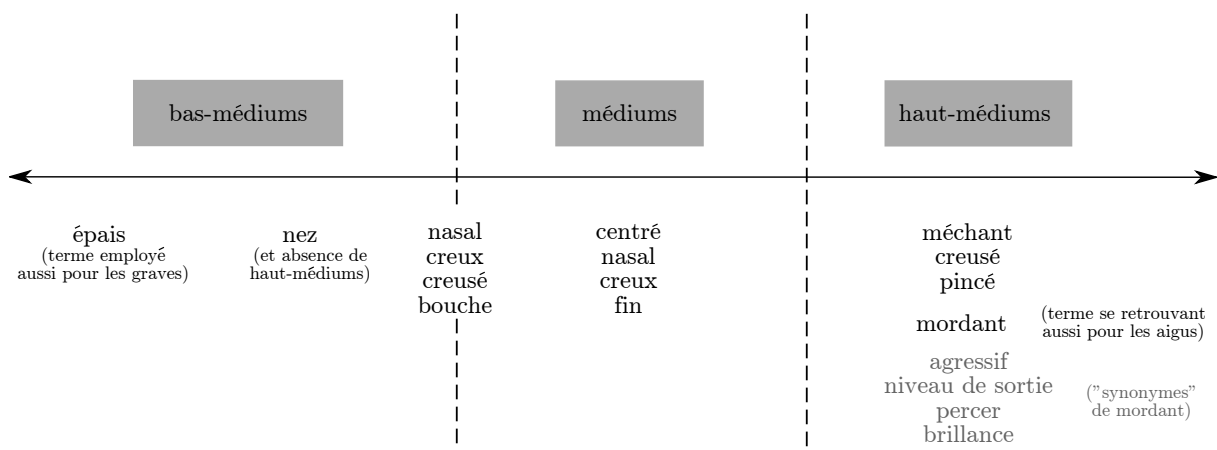 bas-médiums
médiums
haut-médiums
épais
(terme employé
aussi pour les graves)
nez
(et absence de
haut-médiums)
nasal
creux
creusé
bouche
centré
nasal
creux
fin
méchant
creusé
pincé
mordant
(terme se retrouvant
aussi pour les aigus)
agressif
niveau de sortie
percer
brillance
("synonymes"
de mordant)